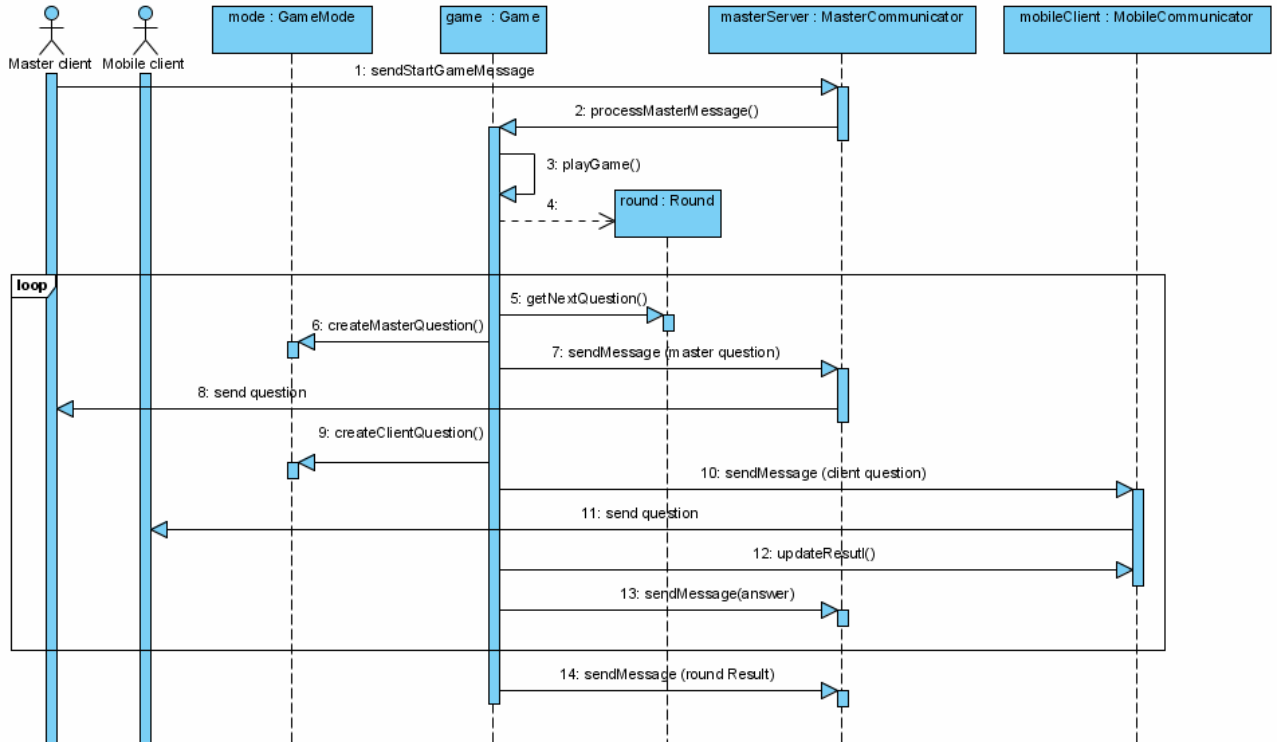 mode : GameMode
game : Game
masterServer : MasterCommunicator
mobileClient : MobileCommunicator
Master client
Mobile client
1: sendStartGameMessage
2: processMasterMessage()
3: playGame()
4:
round : Round
loop
5: getNextQuestion()
6: createMasterQuestion()
7: sendMessage (master question)
8: send question
9: createClientQuestion()
10: sendMessage (client question)
11: send question
12: updateResutl()
13: sendMessage(answer)
14: sendMessage (round Result)